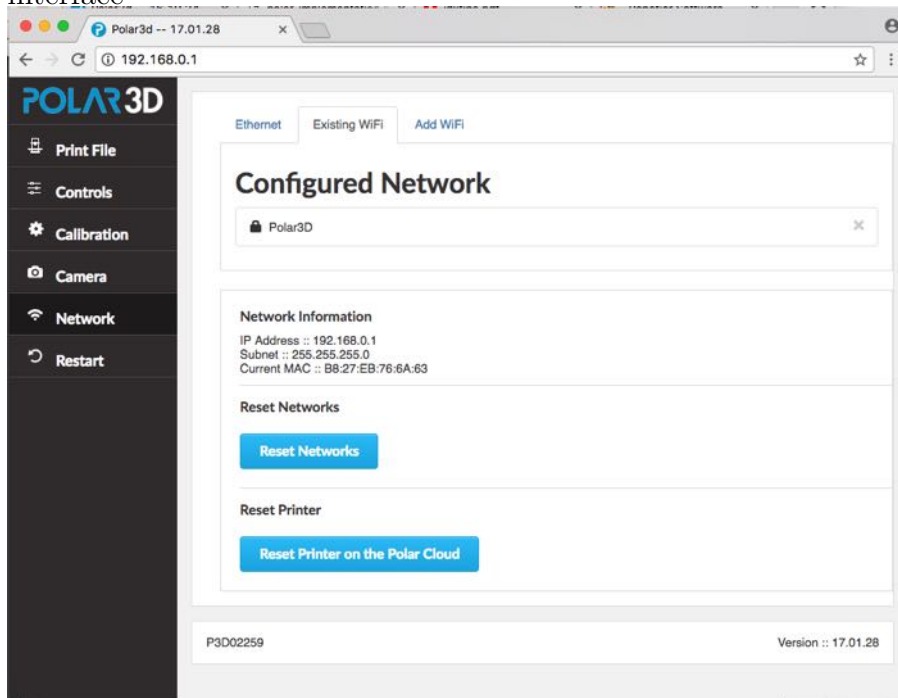 interface
Polar3d -- 17.01.28
192.168.0.1
POLAR3D
Print File
Controls
Calibration
Camera
Network
Restart
Ethernet Existing WiFi Add WiFi
Configured Network
Polar3D
Network Information
IP Address :: 192.168.0.1
Subnet :: 255.255.255.0
Current MAC :: B8:27:EB:76:6A:63
Reset Networks
Reset Networks
Reset Printer
Reset Printer on the Polar Cloud
P3D02259 Version :: 17.01.28